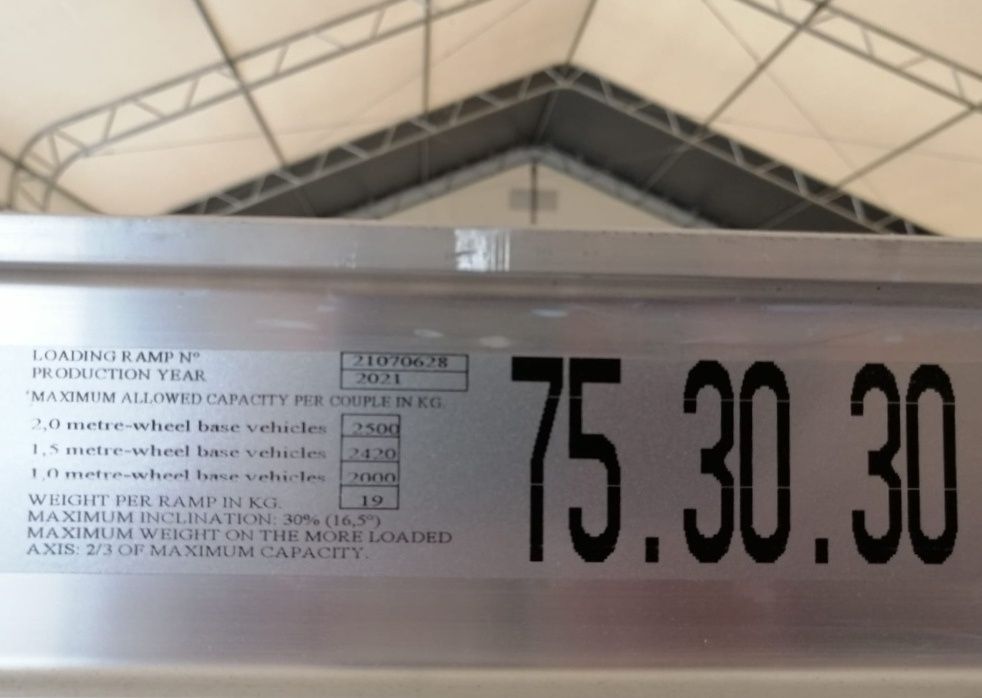 LOADING RAMP Nº 21070628
PRODUCTION YEAR 2021
'MAXIMUM ALLOWED CAPACITY PER COUPLE IN KG.
2,0 metre-wheel base vehicles 2500
1,5 metre-wheel base vehicles 2420
1,0 metre-wheel base vehicles 2000
WEIGHT PER RAMP IN KG. 19
MAXIMUM INCLINATION: 30% (16,5º)
MAXIMUM WEIGHT ON THE MORE LOADED
AXIS: 2/3 OF MAXIMUM CAPACITY.
75.30.30